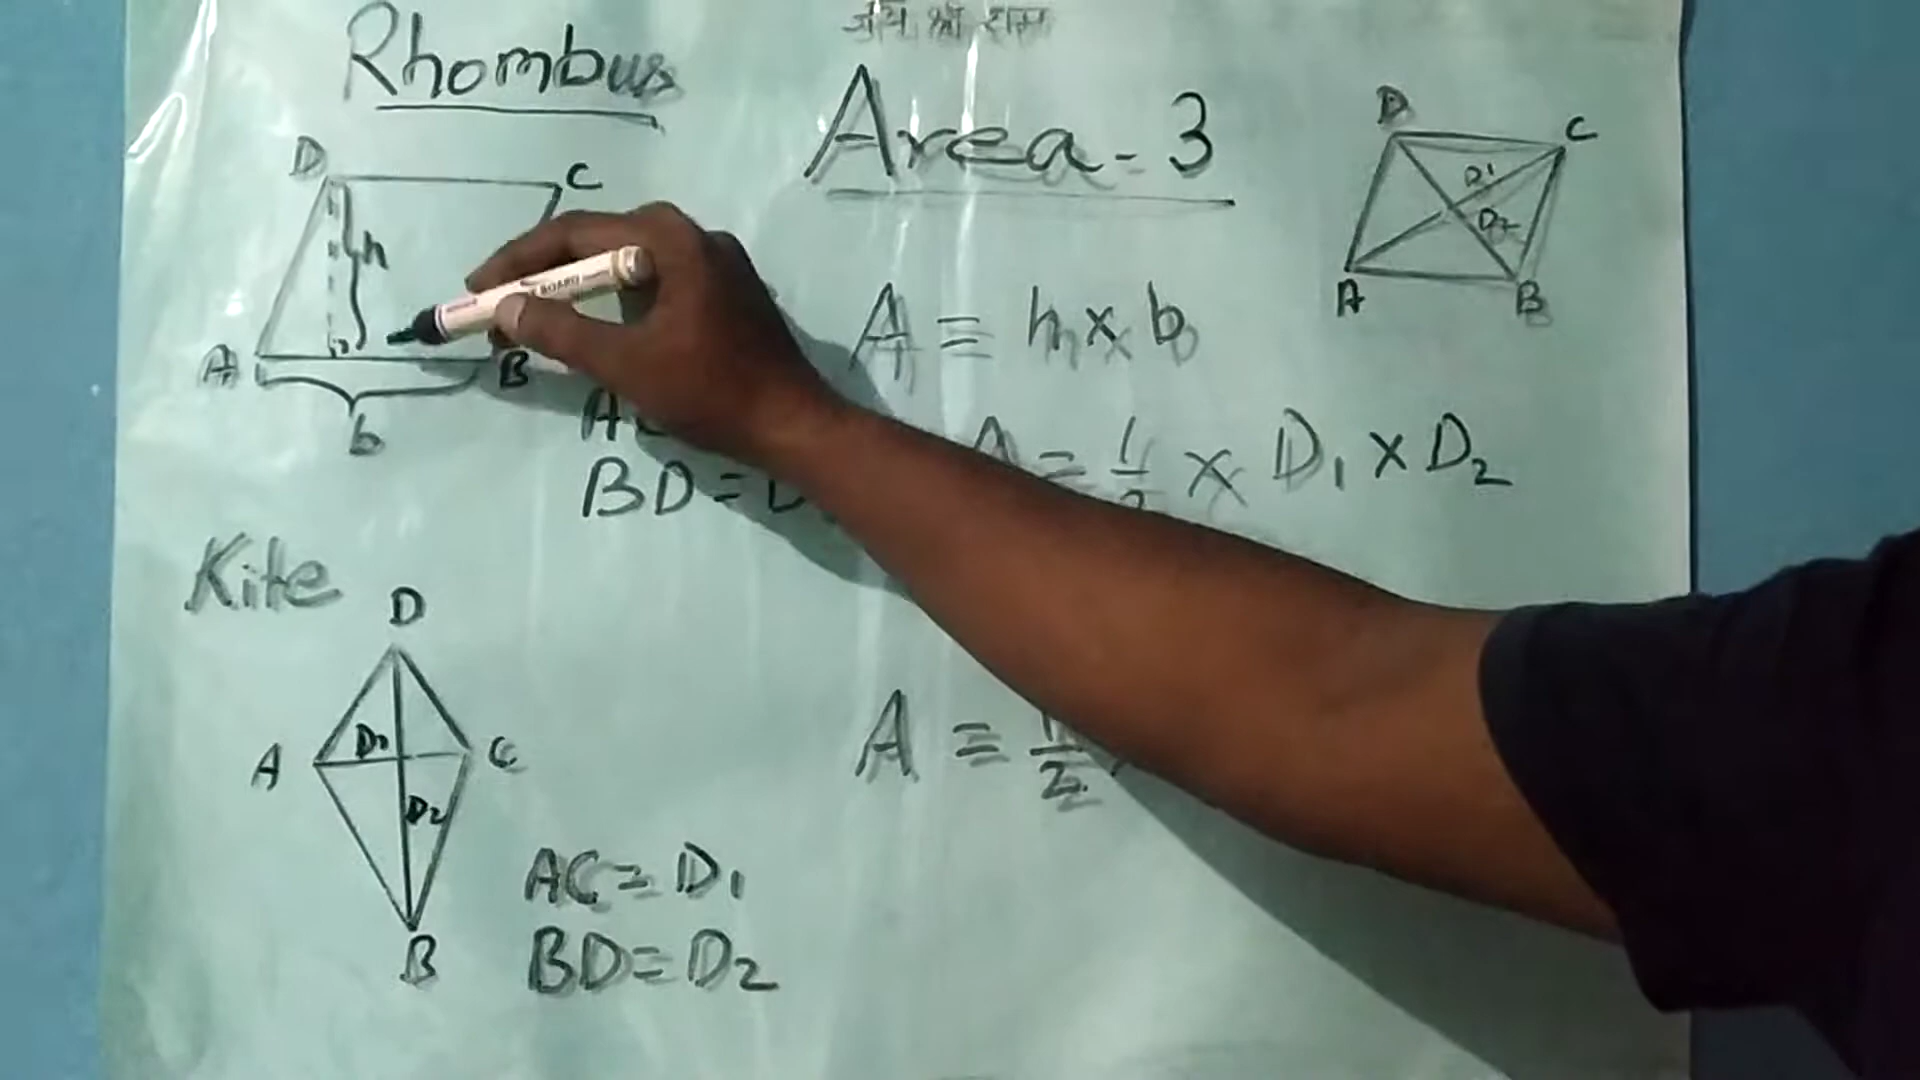 जय श्री राम
Rhombus
Area - 3
D C
h
A B
b
D C
D1
D2
A B
A = h x b
A = 1/2 x D1 x D2
BD = D
Kite
D
A D1 C
D2
B
A = 1/2
AC = D1
BD = D2